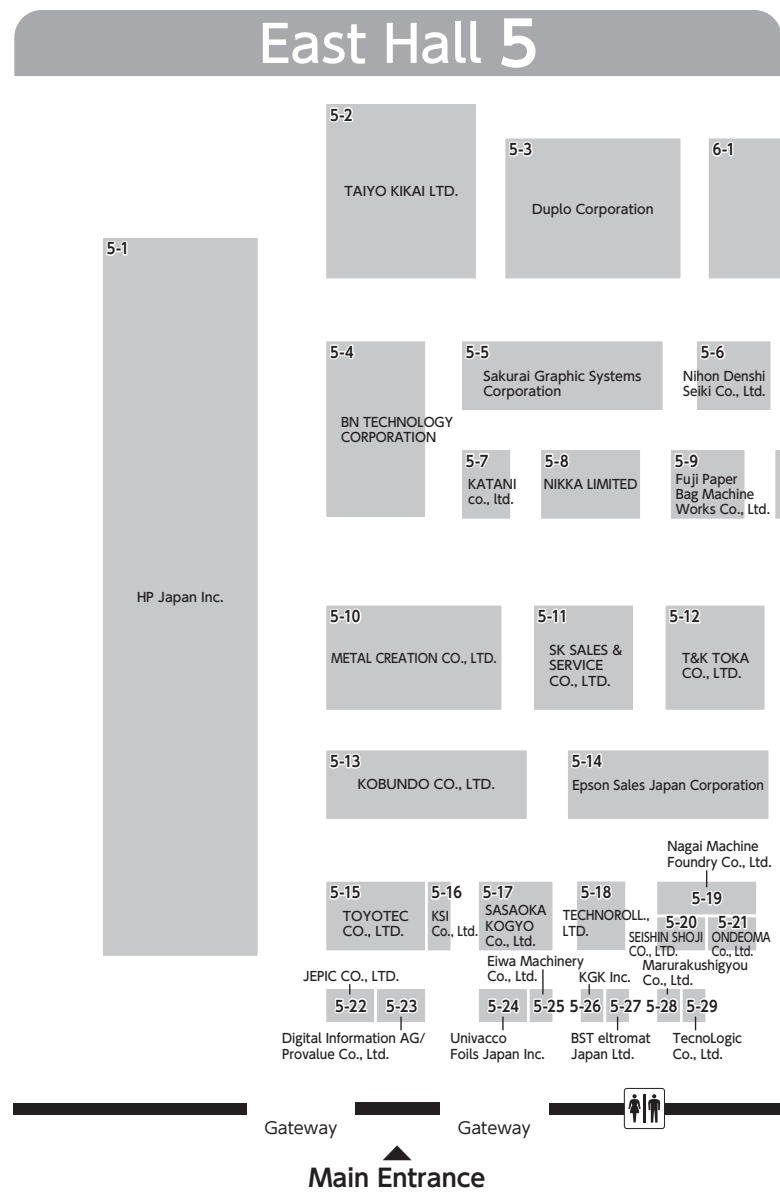 East Hall 5
5-2
TAIYO KIKAI LTD.
5-3
Duplo Corporation
6-1
5-1
HP Japan Inc.
5-4
BN TECHNOLOGY
CORPORATION
5-5
Sakurai Graphic Systems
Corporation
5-6
Nihon Denshi
Seiki Co., Ltd.
5-7
KATANI
co., ltd.
5-8
NIKKA LIMITED
5-9
Fuji Paper
Bag Machine
Works Co., Ltd.
5-10
METAL CREATION CO., LTD.
5-11
SK SALES &
SERVICE
CO., LTD.
5-12
T&K TOKA
CO., LTD.
5-13
KOBUNDO CO., LTD.
5-14
Epson Sales Japan Corporation
Nagai Machine
Foundry Co., Ltd.
5-15
TOYOTEC
CO., LTD.
5-16
KSI
Co., Ltd.
5-17
SASAOKA
KOGYO
Co., Ltd.
5-18
TECHNOROLL.,
LTD.
5-19
5-20
SEISHIN SHOJI
CO., LTD.
5-21
ONDEOMA
Co., Ltd.
JEPIC CO., LTD.
Eiwa Machinery
Co., Ltd.
KGK Inc.
Marurakushigyou
Co., Ltd.
5-22
5-23
5-24
5-25
5-26
5-27
5-28
5-29
Digital Information AG/
Provalue Co., Ltd.
Univacco
Foils Japan Inc.
BST eltromat
Japan Ltd.
TecnoLogic
Co., Ltd.
Gateway
Gateway
Main Entrance